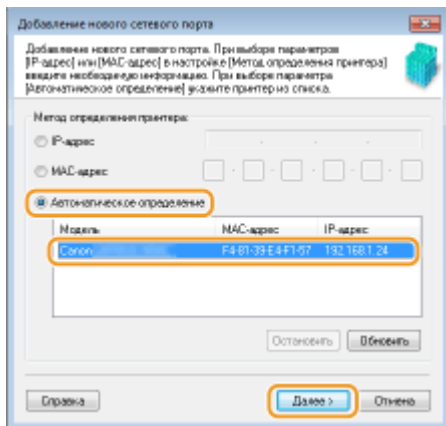 Добавление нового сетевого порта
Добавление нового сетевого порта. При выборе параметров
[IP-адрес] или [MAC-адрес] в настройке [Метод определения принтера]
введите необходимую информацию. При выборе параметра
[Автоматическое определение] укажите принтер из списка.
Метод определения принтера:
IP-адрес
MAC-адрес
Автоматическое определение
Модель MAC-адрес IP-адрес
Canon F4-81-39-E4-F1-57 192.168.1.24
Остановить Обновить
Справка Далее > Отмена